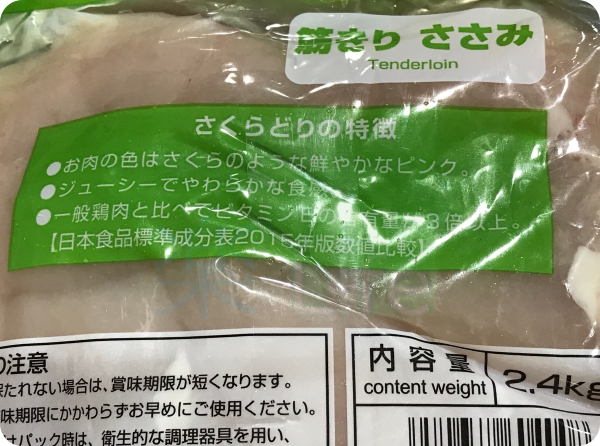 筋きり ささみ
Tenderloin
さくらどりの特徴
●お肉の色はさくらのような鮮やかなピンク。
●ジューシーでやわらかな食感
●一般鶏肉と比べてビタミンEの含有量が3倍以上。
【日本食品標準成分表2015年版数値比較】
の注意
保たれない場合は、賞味期限が短くなります。
味期限にかかわらずお早めにご使用ください。
パック時は、衛生的な調理器具を用い、
内容量
content weight
2.4kg